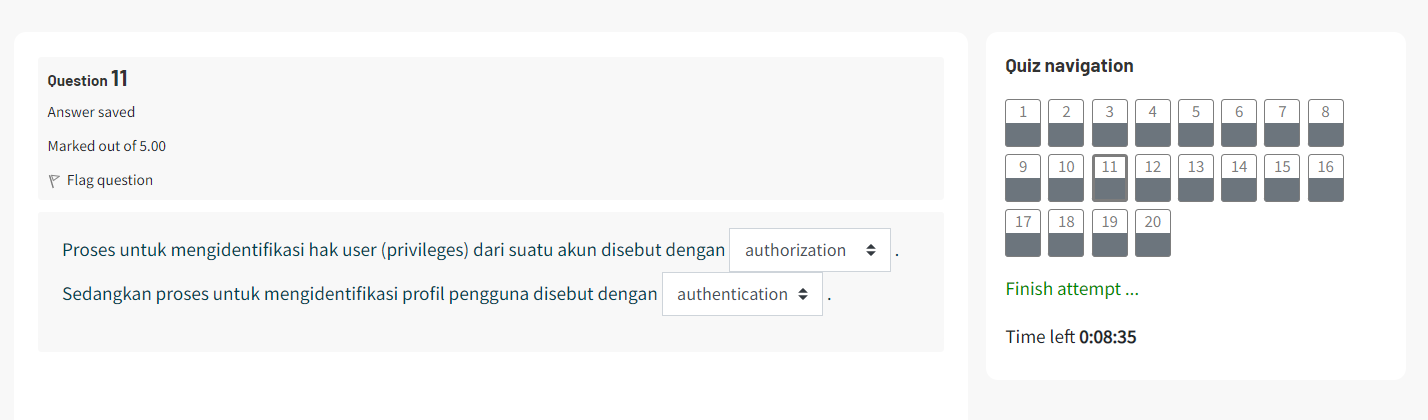 Question 11
Answer saved
Marked out of 5.00
Flag question
Proses untuk mengidentifikasi hak user (privileges) dari suatu akun disebut dengan authorization .
Sedangkan proses untuk mengidentifikasi profil pengguna disebut dengan authentication .
Quiz navigation
1 2 3 4 5 6 7 8
9 10 11 12 13 14 15 16
17 18 19 20
Finish attempt ...
Time left 0:08:35